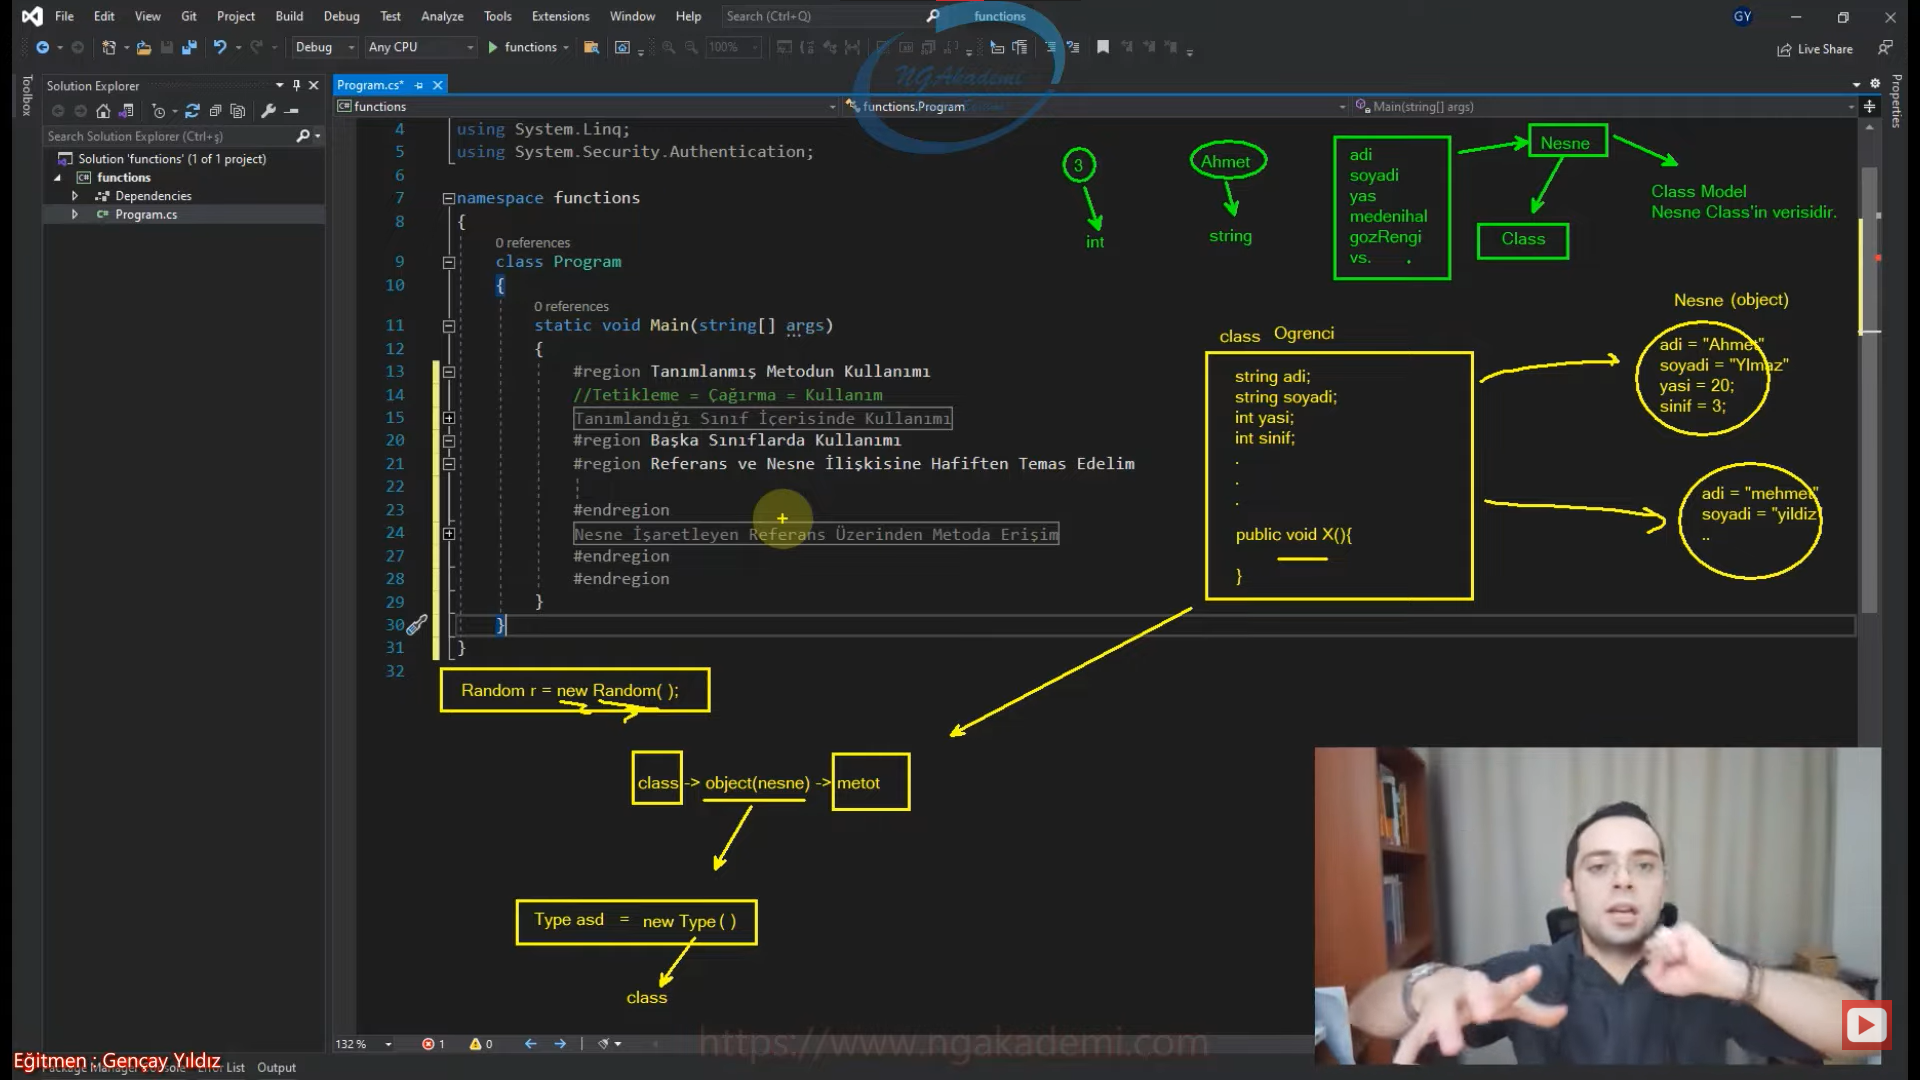 File Edit View Git Project Build Debug Test Analyze Tools Extensions Window Help Search (Ctrl+Q) functions GY
Debug Any CPU functions 100% Live Share
NGAkademi
Toolbox
Solution Explorer
Search Solution Explorer (Ctrl+ş)
Solution 'functions' (1 of 1 project)
functions
Dependencies
Program.cs
Properties
Program.cs*
functions functions.Program Main(string[] args)
4 using System.Linq;
5 using System.Security.Authentication;
6
7 namespace functions
8 {
0 references
9 class Program
10 {
0 references
11 static void Main(string[] args)
12 {
13 #region Tanımlanmış Metodun Kullanımı
14 //Tetikleme = Çağırma = Kullanım
15 Tanımlandığı Sınıf İçerisinde Kullanımı
20 #region Başka Sınıflarda Kullanımı
21 #region Referans ve Nesne İlişkisine Hafiften Temas Edelim
22
23 #endregion
24 Nesne İşaretleyen Referans Üzerinden Metoda Erişim
27 #endregion
28 #endregion
29 }
30 }
31 }
32
3
int
Ahmet
string
adi
soyadi
yas
medenihal
gozRengi
vs. .
Nesne
Class
Class Model
Nesne Class'in verisidir.
class Ogrenci
string adi;
string soyadi;
int yasi;
int sinif;
.
.
.
public void X(){
}
Nesne (object)
adi = "Ahmet"
soyadi = "Yılmaz"
yasi = 20;
sinif = 3;
adi = "mehmet"
soyadi = "yildiz
..
Random r = new Random( );
class -> object(nesne) -> metot
Type asd = new Type ( )
class
132 % 1 0
https://www.ngakademi.com
Eğitmen : Gençay Yıldız
Error List Output